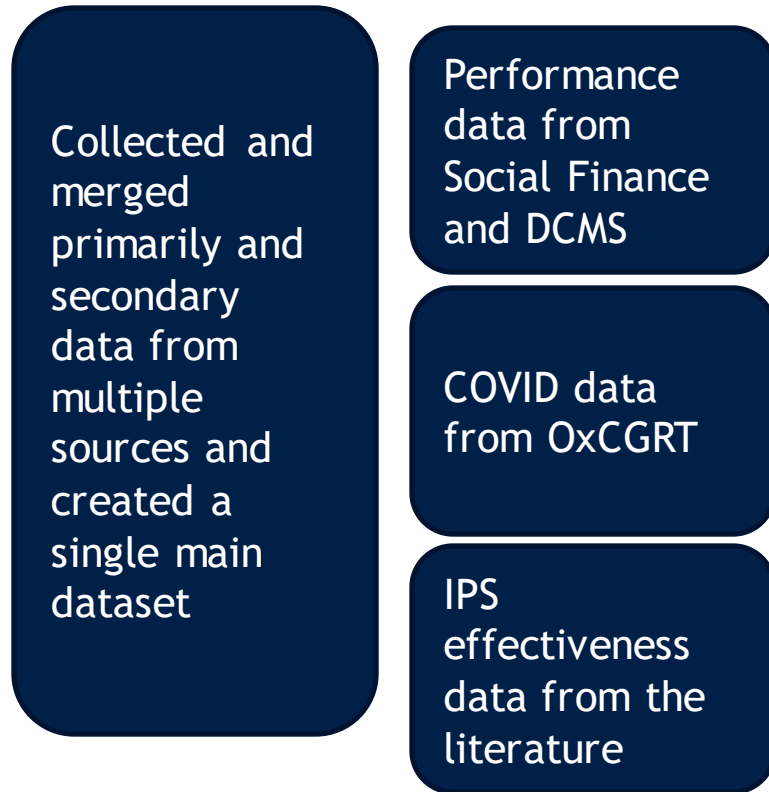 Collected and
merged
primarily and
secondary
data from
multiple
sources and
created a
single main
dataset
Performance
data from
Social Finance
and DCMS
COVID data
from OxCGRT
IPS
effectiveness
data from the
literature